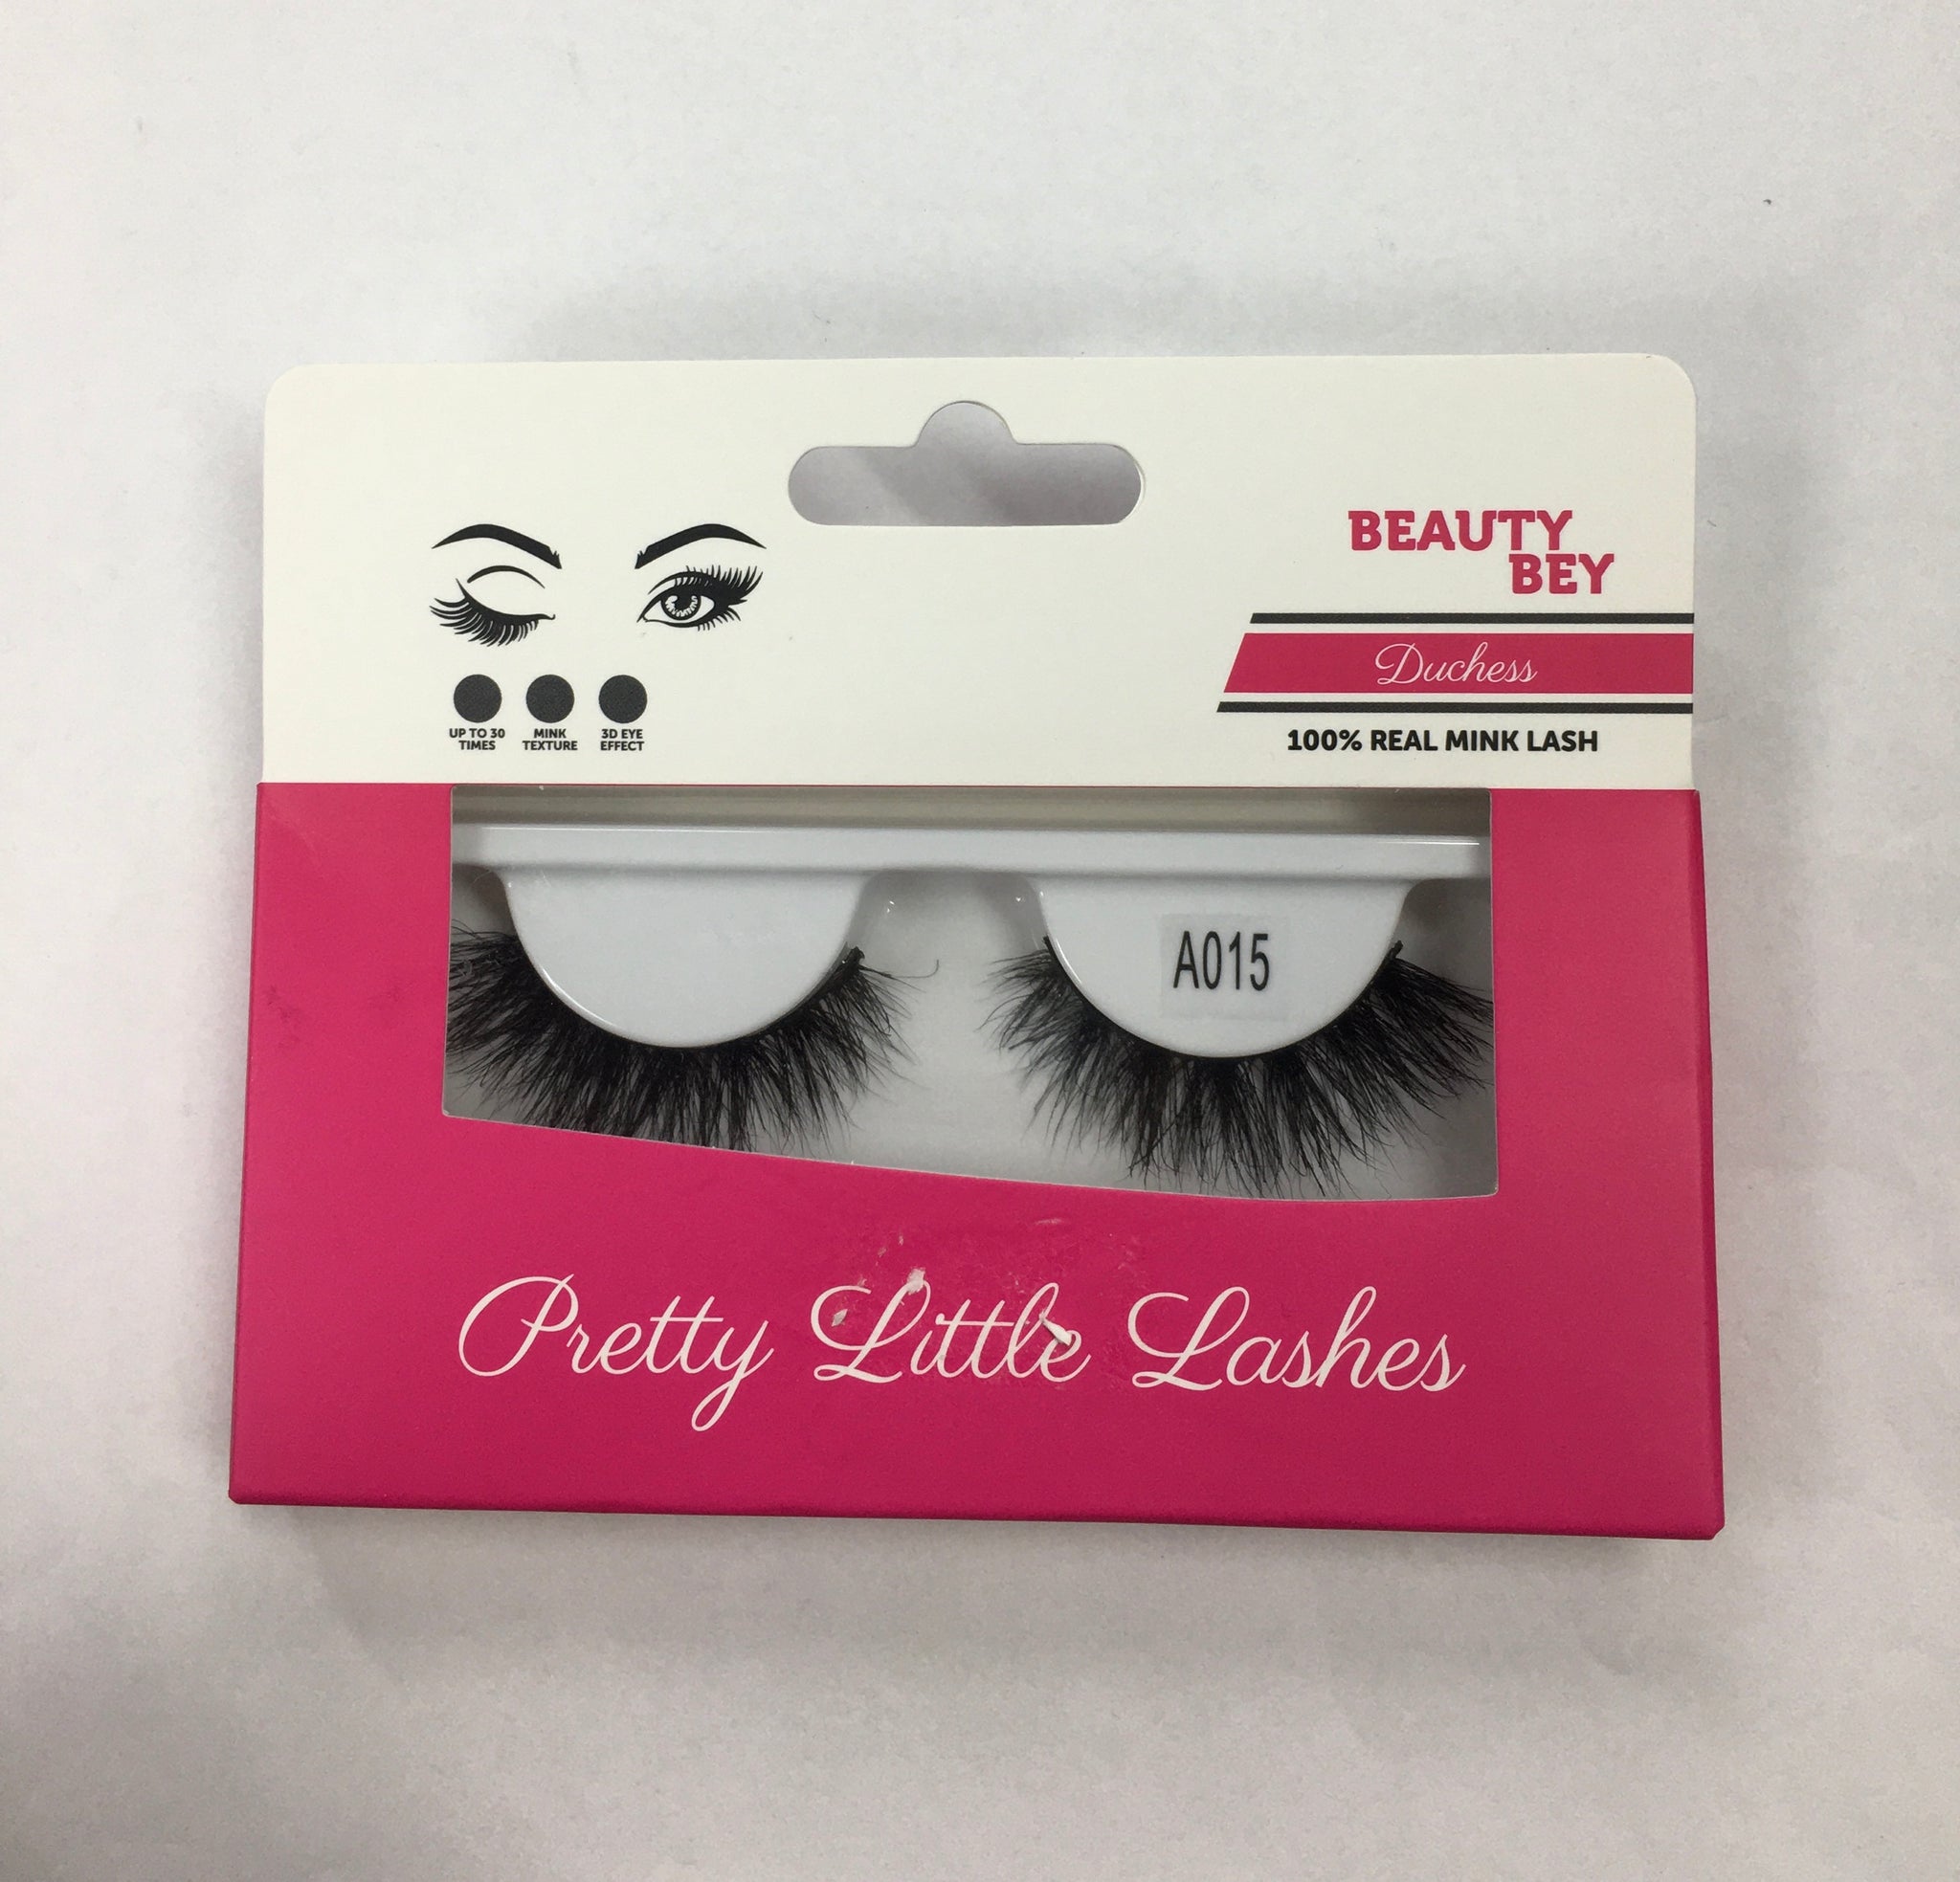 BEAUTY
BEY
Duchess
100% REAL MINK LASH
UP TO 30
TIMES
MINK
TEXTURE
3D EYE
EFFECT
A015
Pretty Little Lashes